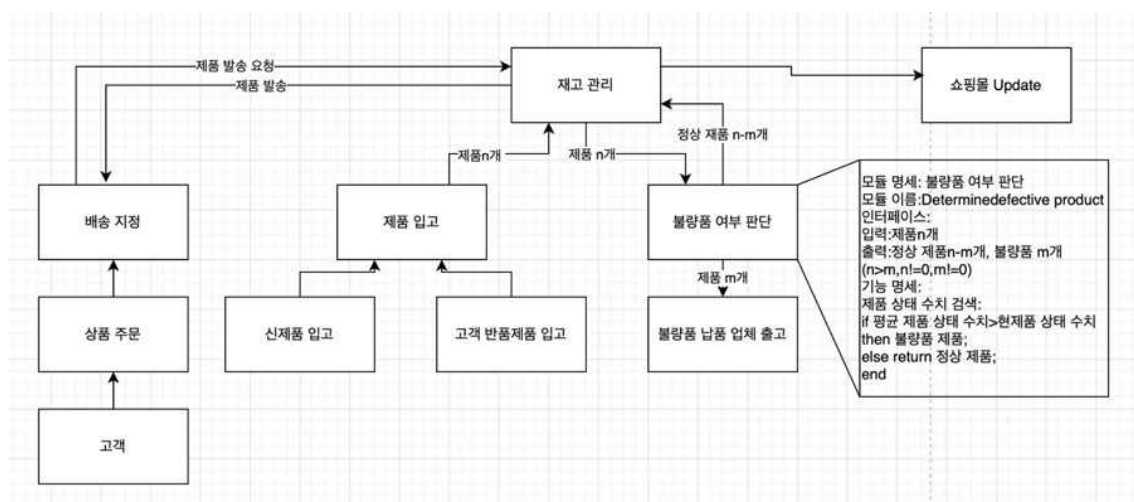 제품 발송 요청
제품 발송
재고 관리
쇼핑몰 Update
정상 재품 n-m개
제품n개
제품 n개
배송 지정
제품 입고
불량품 여부 판단
모듈 명세: 불량품 여부 판단
모듈 이름:Determinedefective product
인터페이스:
입력:제품n개
출력:정상 제품n-m개, 불량품 m개
(n>m,n!=0,m!=0)
기능 명세:
제품 상태 수치 검색:
if 평균 제품 상태 수치>현제품 상태 수치
then 불량품 제품;
else return 정상 제품;
end
제품 m개
상품 주문
신제품 입고
고객 반품제품 입고
불량품 납품 업체 출고
고객